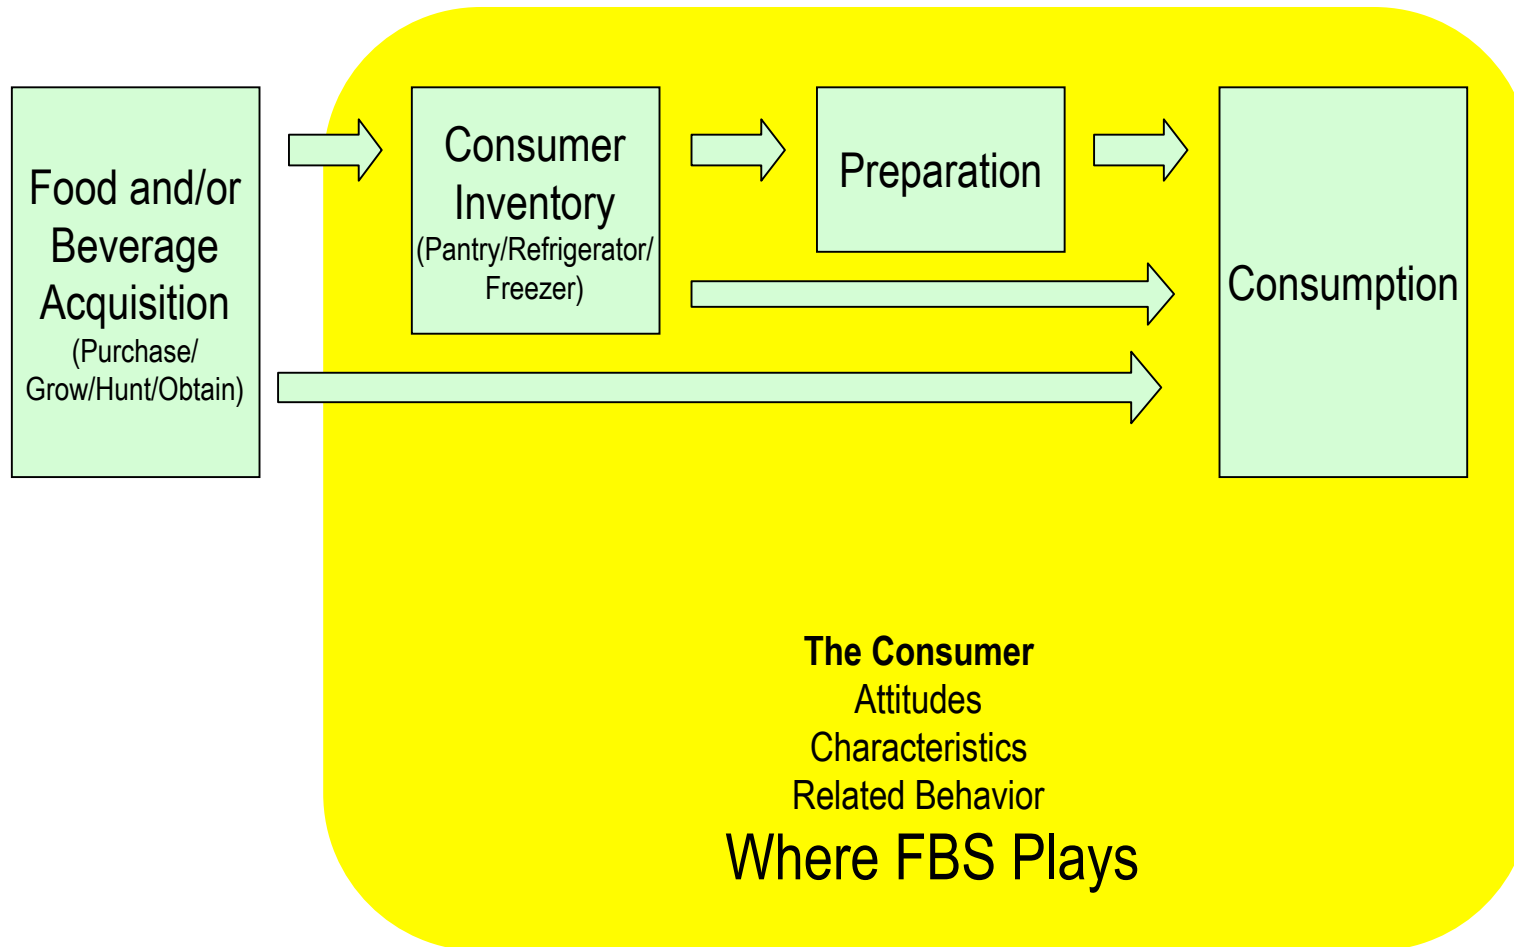 Food and/or
Beverage
Acquisition
(Purchase/
Grow/Hunt/Obtain)
Consumer
Inventory
(Pantry/Refrigerator/
Freezer)
Preparation
Consumption
The Consumer
Attitudes
Characteristics
Related Behavior
Where FBS Plays